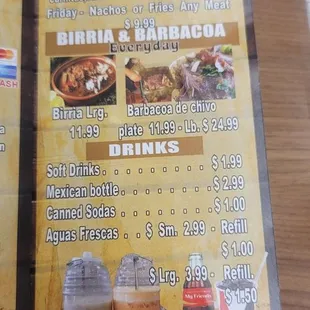 Friday - Nachos or Fries Any Meat
$ 9.99
BIRRIA & BARBACOA
Everyday
Birria Lrg.
11.99
Barbacoa de chivo
plate 11.99 - Lb. $ 24.99
DRINKS
Soft Drinks . . . . . . . . . $ 1.99
Mexican bottle . . . . . . . $ 2.99
Canned Sodas . . . . . . . $ 1.00
Aguas Frescas . . $ Sm. 2.99 - Refill
$ 1.00
$ Lrg. 3.99 - Refill.
$ 1.50